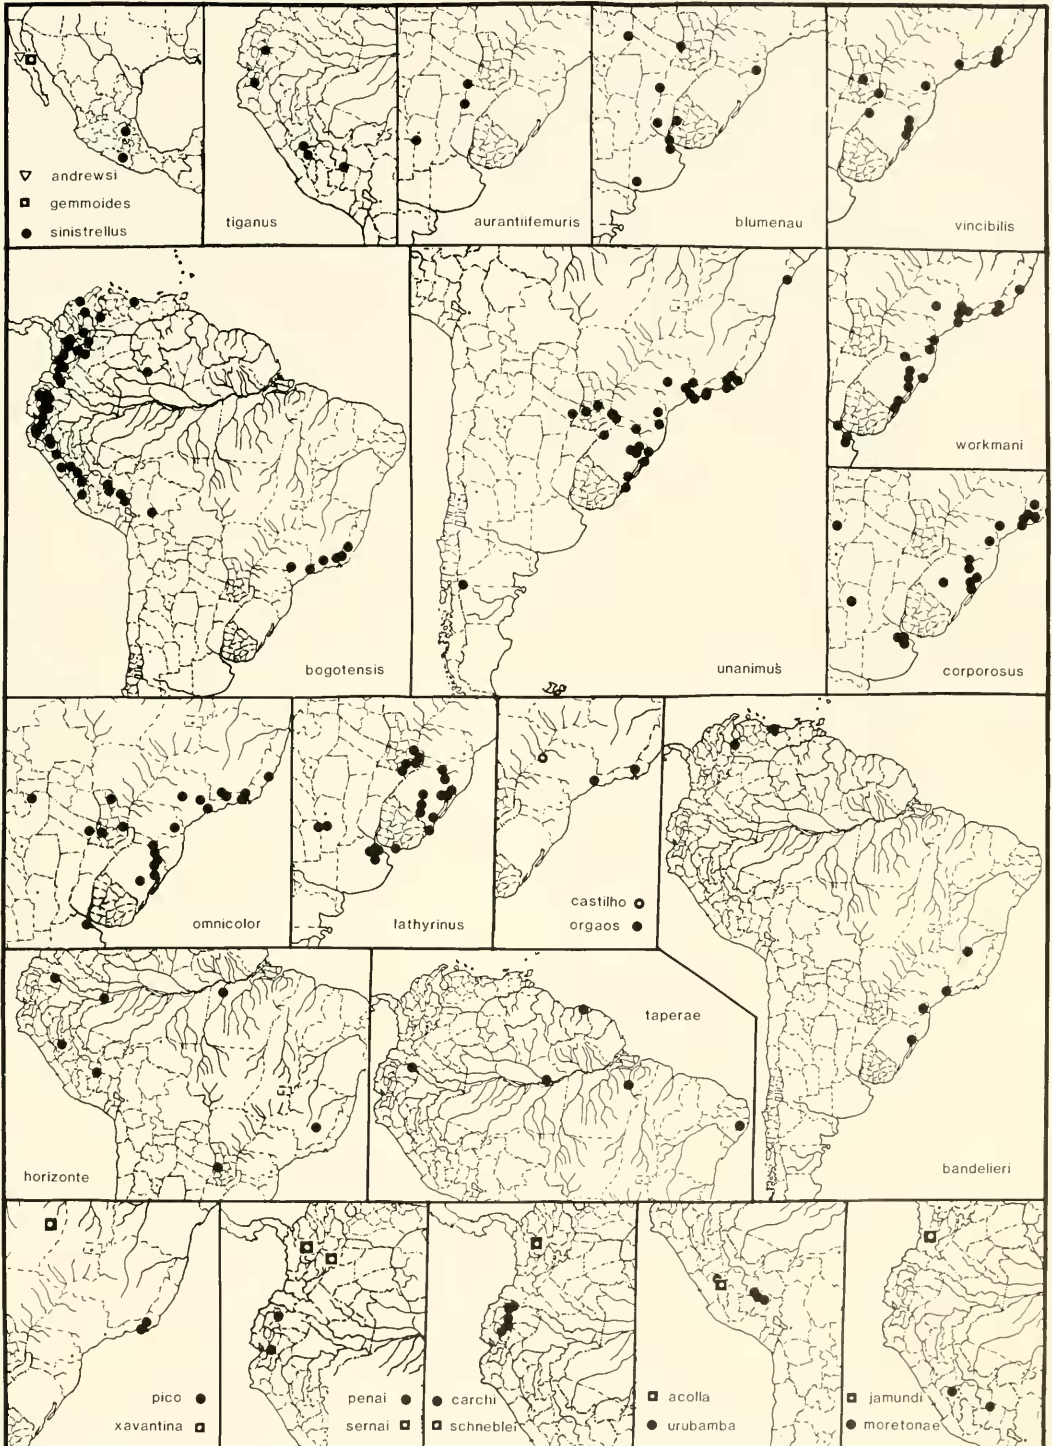 andrewsi
gemmoides
sinistrellus
tiganus
aurantiifemuris
blumenau
vincibilis
bogotensis
unanimus
workmani
corporosus
omnicolor
lathyrinus
castilho
orgaos
bandelieri
horizonte
taperae
pico
xavantina
penai
sernai
carchi
schneblei
acolla
urubamba
jamundi
moretonae